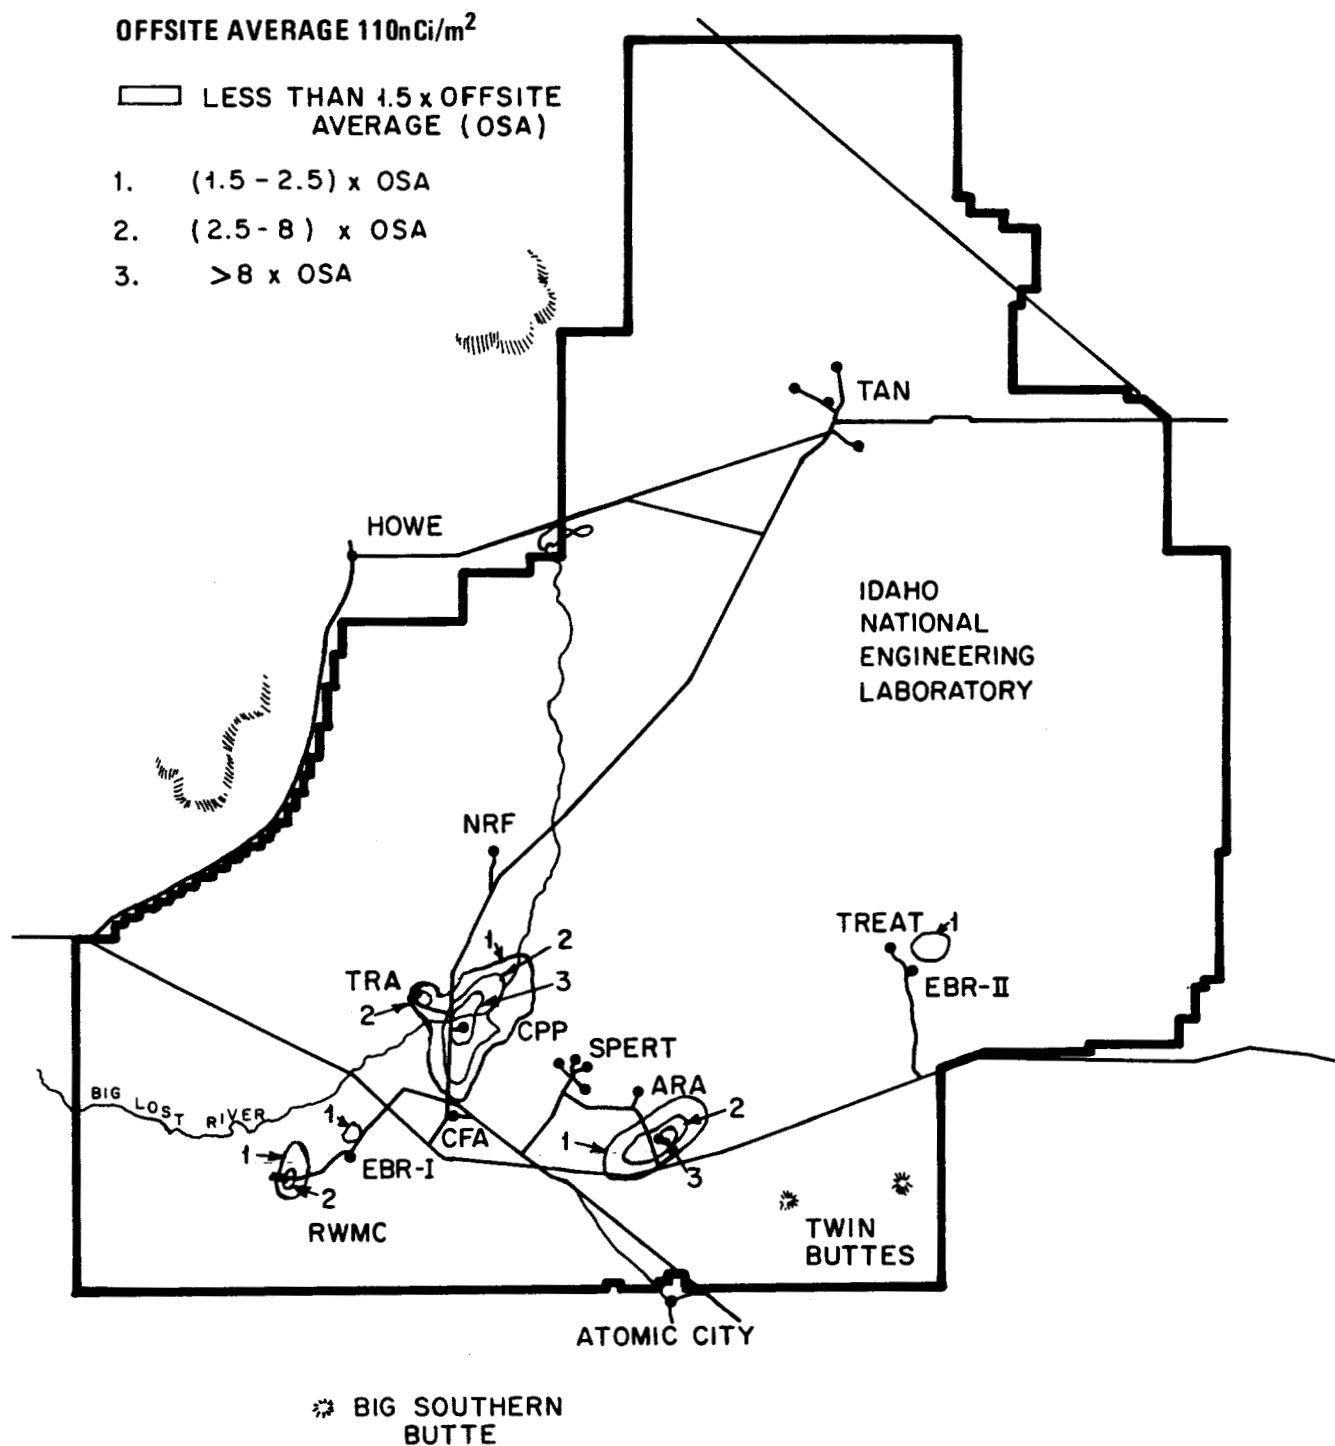 OFFSITE AVERAGE 110nCi/m²
LESS THAN 1.5 x OFFSITE
AVERAGE (OSA)
1. (1.5 - 2.5) x OSA
2. (2.5 - 8) x OSA
3. >8 x OSA
TAN
HOWE
IDAHO
NATIONAL
ENGINEERING
LABORATORY
NRF
TREAT
1
EBR-II
1
2
TRA
3
2
CPP
SPERT
ARA
BIG LOST RIVER
1
2
CFA
1
1
EBR-I
3
2
RWMC
TWIN
BUTTES
ATOMIC CITY
BIG SOUTHERN
BUTTE